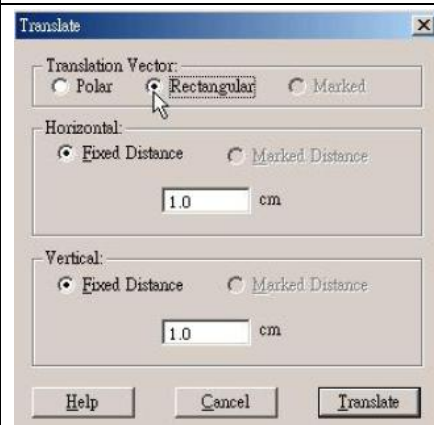 Translate
Translation Vector:
Polar Rectangular Marked
Horizontal:
Fixed Distance Marked Distance
1.0 cm
Vertical:
Fixed Distance Marked Distance
1.0 cm
Help Cancel Translate